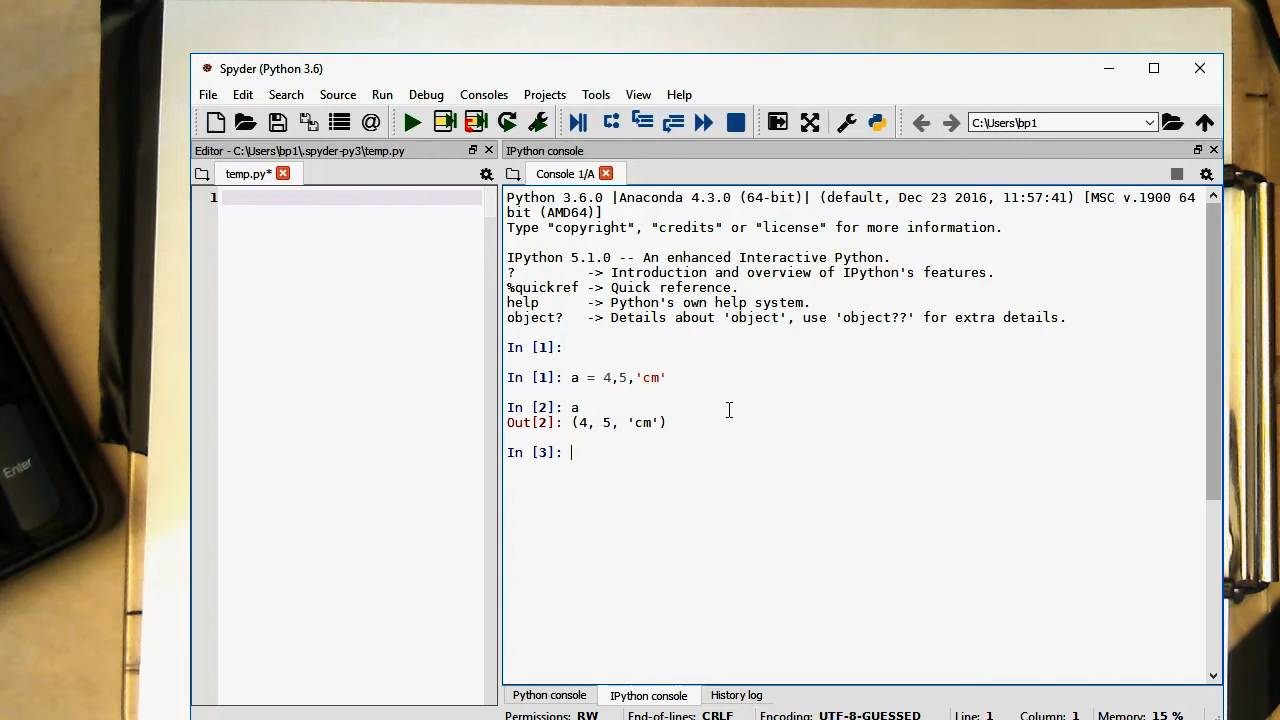 Spyder (Python 3.6)
File Edit Search Source Run Debug Consoles Projects Tools View Help
C:\Users\bp1
Editor - C:\Users\bp1\.spyder-py3\temp.py
IPython console
temp.py*
Console 1/A
1
Python 3.6.0 |Anaconda 4.3.0 (64-bit)| (default, Dec 23 2016, 11:57:41) [MSC v.1900 64
bit (AMD64)]
Type "copyright", "credits" or "license" for more information.
IPython 5.1.0 -- An enhanced Interactive Python.
? -> Introduction and overview of IPython's features.
%quickref -> Quick reference.
help -> Python's own help system.
object? -> Details about 'object', use 'object??' for extra details.
In [1]:
In [1]: a = 4,5,'cm'
In [2]: a
Out[2]: (4, 5, 'cm')
In [3]:
Enter
Python console IPython console History log
Permissions: RW End-of-lines: CRLF Encoding: UTF-8-GUESSED Line: 1 Column: 1 Memory: 15 %